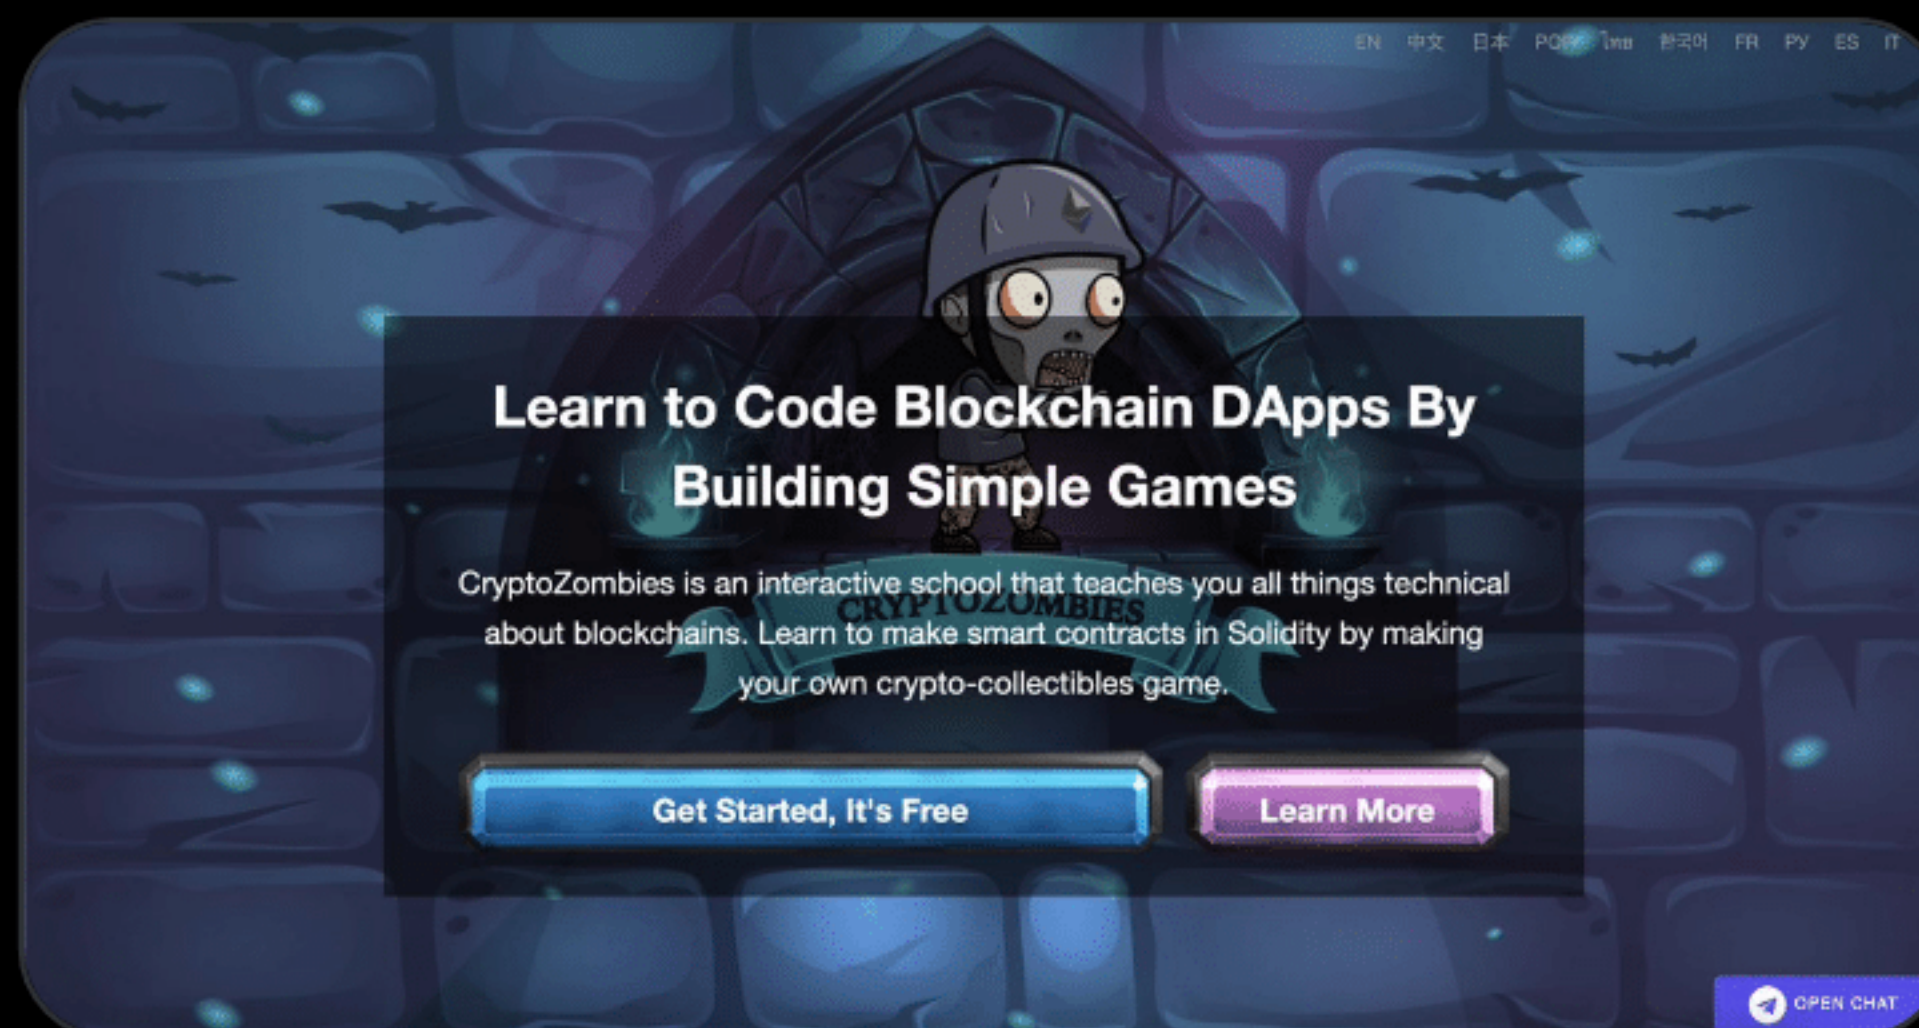 EN 中文 日本 POR ไทย 한국어 FR РУ ES IT
Learn to Code Blockchain DApps By
Building Simple Games
CryptoZombies is an interactive school that teaches you all things technical
CRYPTOZOMBIES
about blockchains. Learn to make smart contracts in Solidity by making
your own crypto-collectibles game.
Get Started, It's Free
Learn More
OPEN CHAT